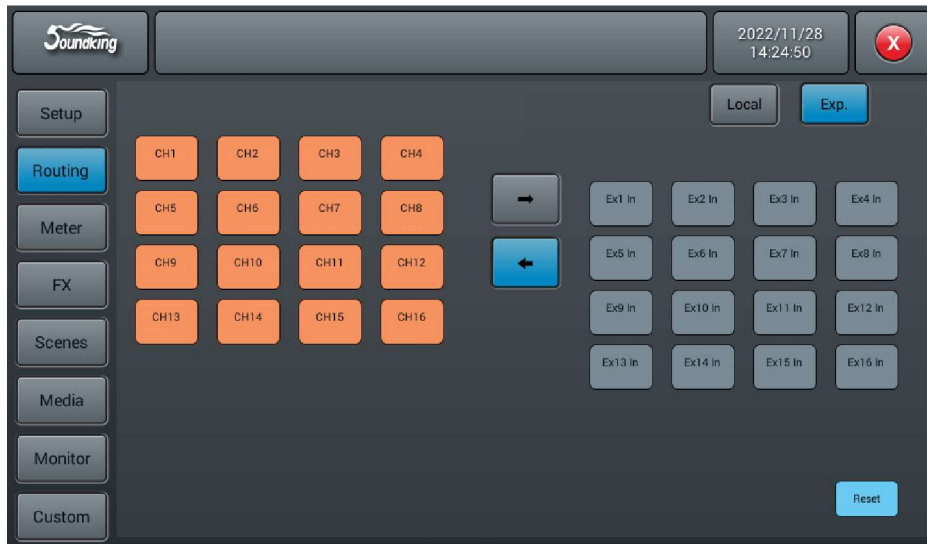 Soundking
2022/11/28
14:24:50
X
Local
Exp.
Setup
Routing
Meter
FX
Scenes
Media
Monitor
Custom
CH1 CH2 CH3 CH4
CH5 CH6 CH7 CH8
CH9 CH10 CH11 CH12
CH13 CH14 CH15 CH16
➡
⬅
Ex1 In Ex2 In Ex3 In Ex4 In
Ex5 In Ex6 In Ex7 In Ex8 In
Ex9 In Ex10 In Ex11 In Ex12 In
Ex13 In Ex14 In Ex15 In Ex16 In
Reset